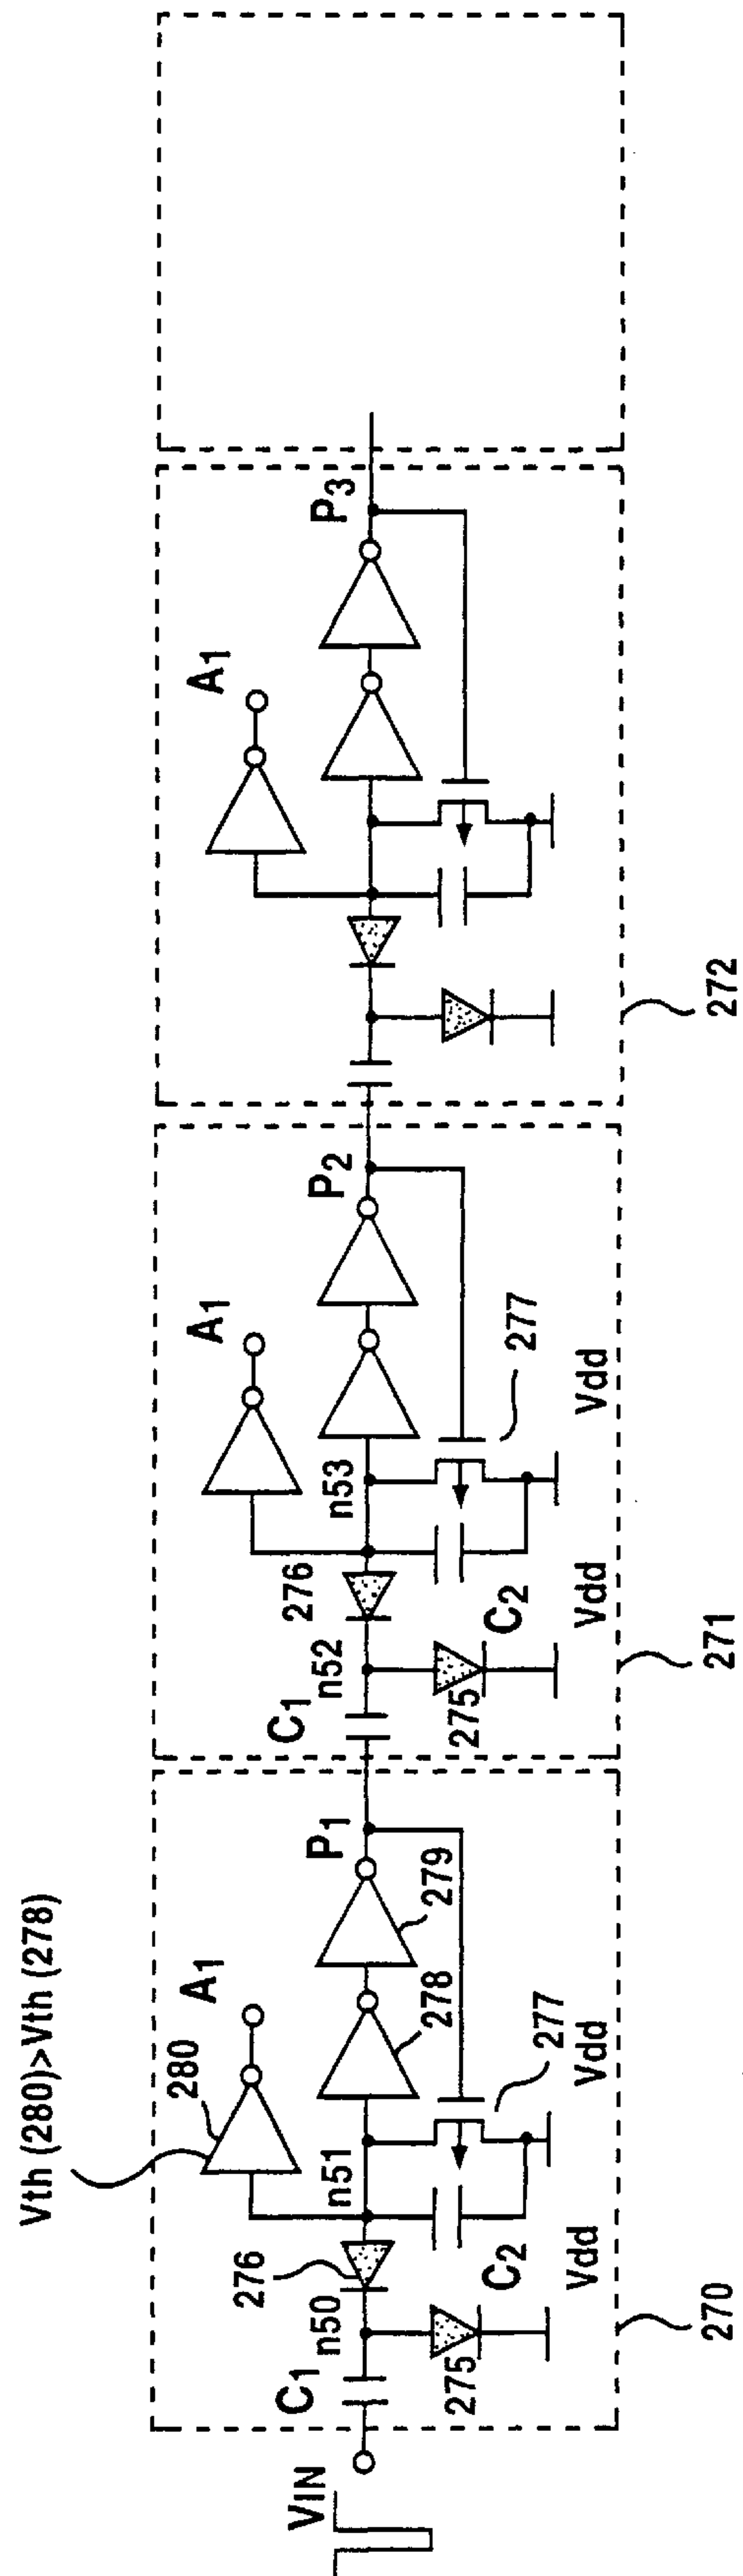 Vth (280)>Vth (278)
VIN
C1
n50
275
276
C2
Vdd
n51
280
A1
277
Vdd
278
279
P1
270
C1
n52
275
276
C2
Vdd
n53
A1
277
Vdd
P2
271
A1
P3
272